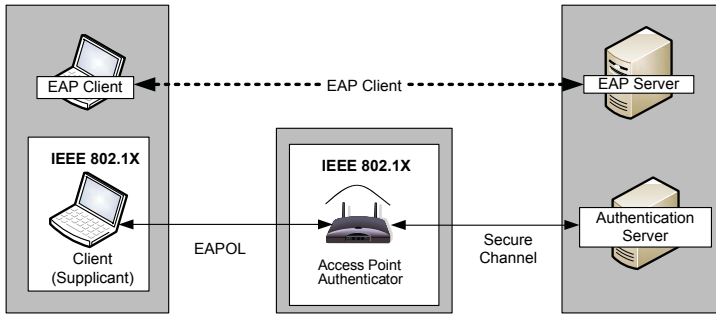 EAP Client
EAP Client
EAP Server
IEEE 802.1X
Client
(Supplicant)
EAPOL
IEEE 802.1X
Access Point
Authenticator
Secure
Channel
Authentication
Server